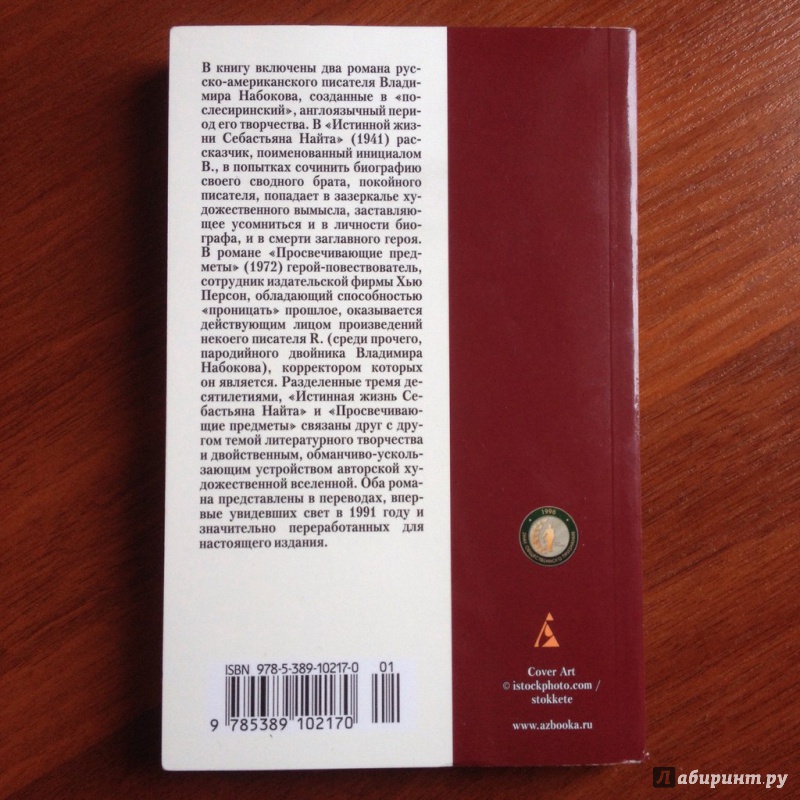 В книгу включены два романа рус-
ско-американского писателя Влади-
мира Набокова, созданные в «по-
слесиринский», англоязычный пери-
од его творчества. В «Истинной жиз-
ни Себастьяна Найта» (1941) рас-
сказчик, поименованный инициалом
В., в попытках сочинить биографию
своего сводного брата, покойного
писателя, попадает в зазеркалье ху-
дожественного вымысла, заставляю-
щее усомниться и в личности био-
графа, и в смерти заглавного героя.
В романе «Просвечивающие пред-
меты» (1972) герой-повествователь,
сотрудник издательской фирмы Хью
Персон, обладающий способностью
«проницать» прошлое, оказывается
действующим лицом произведений
некоего писателя R. (среди прочего,
пародийного двойника Владимира
Набокова), корректором которых
он является. Разделенные тремя де-
сятилетиями, «Истинная жизнь Се-
бастьяна Найта» и «Просвечиваю-
щие предметы» связаны друг с дру-
гом темой литературного творчества
и двойственным, обманчиво-усколь-
зающим устройством авторской ху-
дожественной вселенной. Оба рома-
на представлены в переводах, впер-
вые увидевших свет в 1991 году и
значительно переработанных для
настоящего издания.
ISBN 978-5-389-10217-0 01
9 785389 102170
1998
Cover Art
© istockphoto.com /
stokkete
www.azbooka.ru
Лабиринт.ру